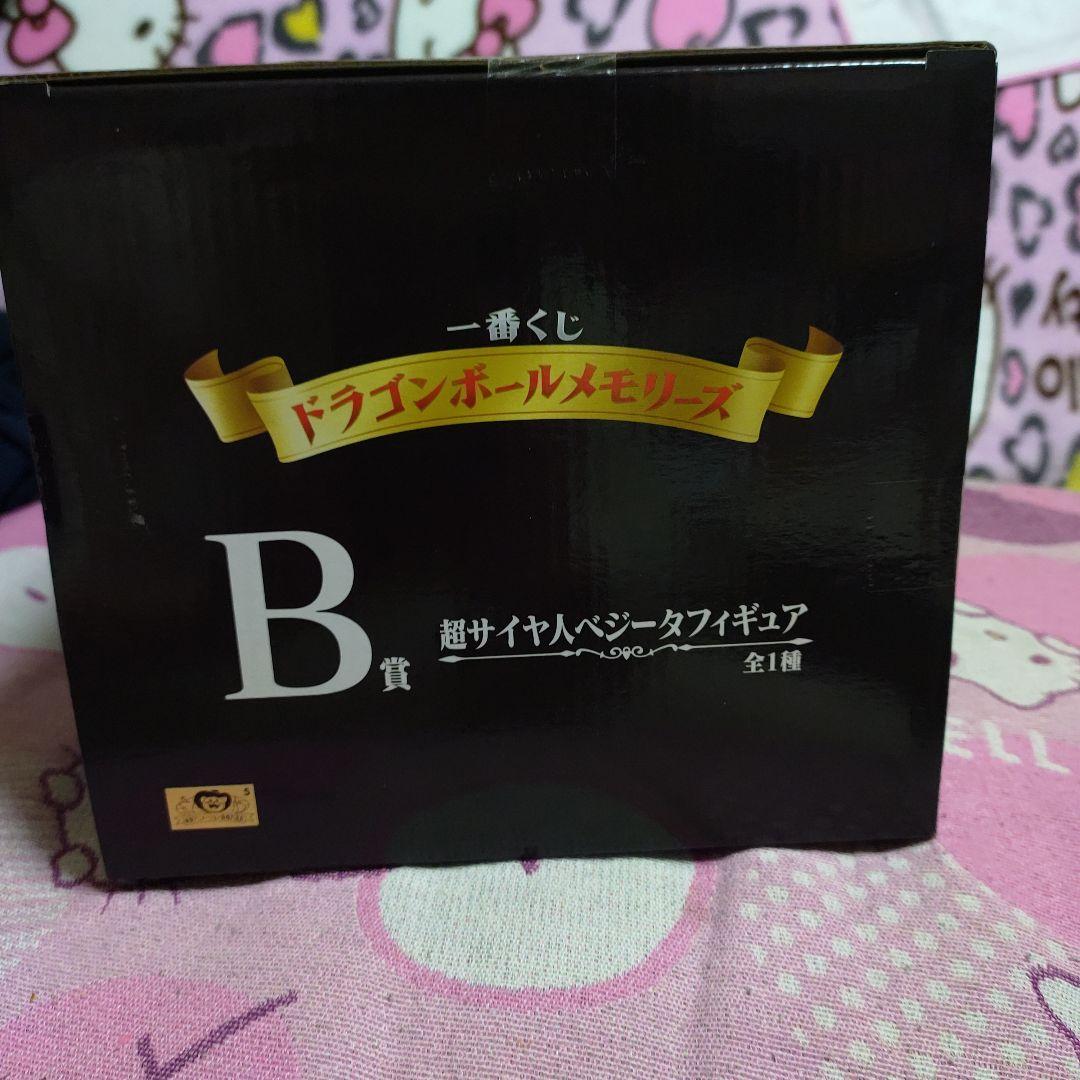 一番くじ
ドラゴンボールメモリーズ
B賞
超サイヤ人ベジータフィギュア
全1種
S